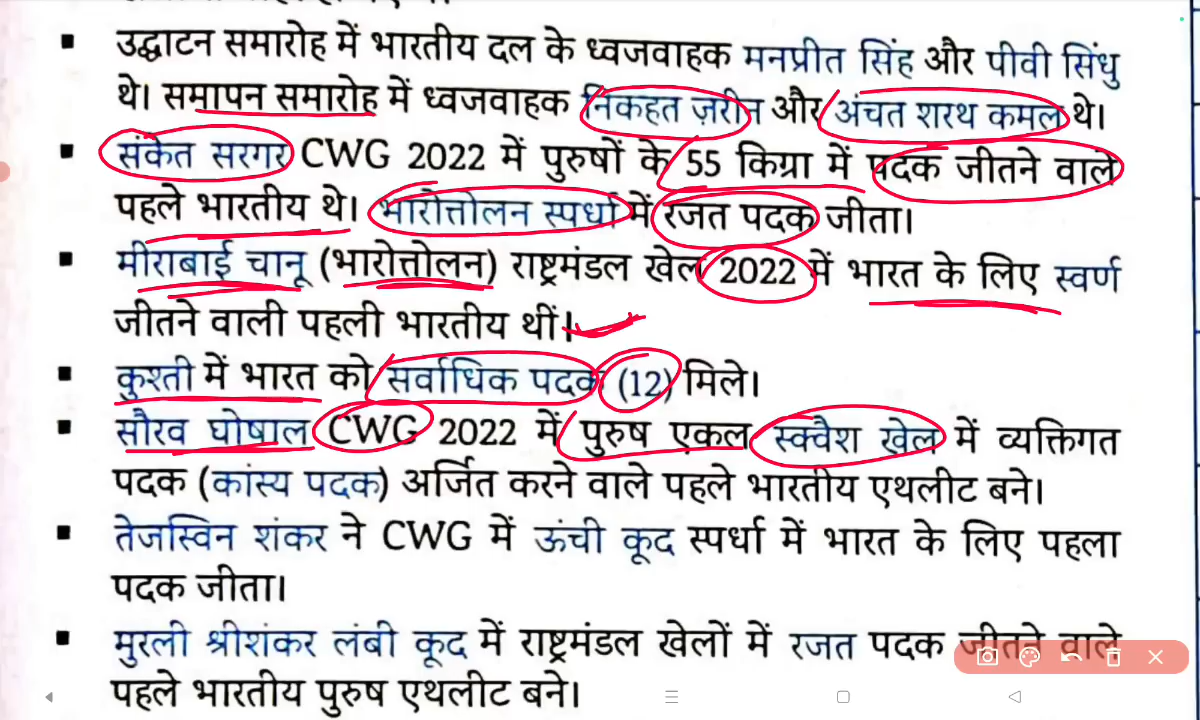 उद्घाटन समारोह में भारतीय दल के ध्वजवाहक मनप्रीत सिंह और पीवी सिंधु
थे। समापन समारोह में ध्वजवाहक निकहत ज़रीन और अंचत शरथ कमल थे।
संकेत सरगर CWG 2022 में पुरुषों के 55 किग्रा में पदक जीतने वाले
पहले भारतीय थे। भारोत्तोलन स्पर्धा में रजत पदक जीता।
मीराबाई चानू (भारोत्तोलन) राष्ट्रमंडल खेल 2022 में भारत के लिए स्वर्ण
जीतने वाली पहली भारतीय थीं।
कुश्ती में भारत को सर्वाधिक पदक (12) मिले।
सौरव घोषाल CWG 2022 में पुरुष एकल स्क्वैश खेल में व्यक्तिगत
पदक (कांस्य पदक) अर्जित करने वाले पहले भारतीय एथलीट बने।
तेजस्विन शंकर ने CWG में ऊंची कूद स्पर्धा में भारत के लिए पहला
पदक जीता।
मुरली श्रीशंकर लंबी कूद में राष्ट्रमंडल खेलों में रजत पदक जीतने वाले
पहले भारतीय पुरुष एथलीट बने।